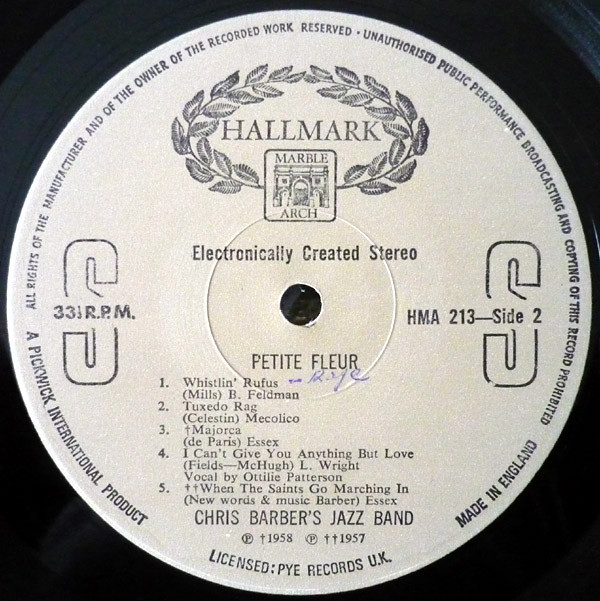 ALL RIGHTS OF THE MANUFACTURER AND OF THE OWNER OF THE RECORDED WORK RESERVED · UNAUTHORISED PUBLIC PERFORMANCE BROADCASTING AND COPYING OF THIS RECORD PROHIBITED
HALLMARK
MARBLE
ARCH
Electronically Created Stereo
33⅓ R.P.M.
HMA 213—Side 2
PETITE FLEUR
1. Whistlin' Rufus
(Mills) B. Feldman
2. Tuxedo Rag
(Celestin) Mecolico
3. †Majorca
(de Paris) Essex
4. I Can't Give You Anything But Love
(Fields—McHugh) L. Wright
Vocal by Ottilie Patterson
5. ††When The Saints Go Marching In
(New words & music Barber) Essex
CHRIS BARBER'S JAZZ BAND
℗ †1958 ℗ ††1957
A PICKWICK INTERNATIONAL PRODUCT
LICENSED: PYE RECORDS U.K.
MADE IN ENGLAND